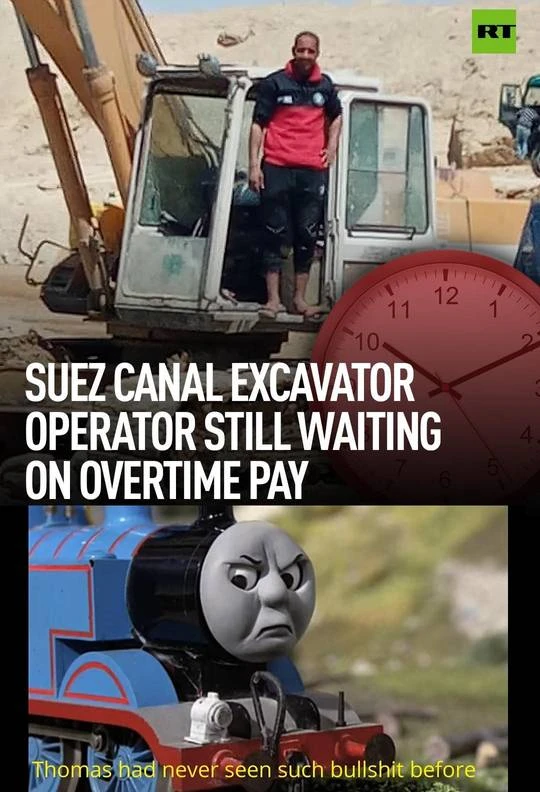 RT
12
11
1
10
2
3
4
5
6
7
SUEZ CANAL EXCAVATOR
OPERATOR STILL WAITING
ON OVERTIME PAY
Thomas had never seen such bullshit before